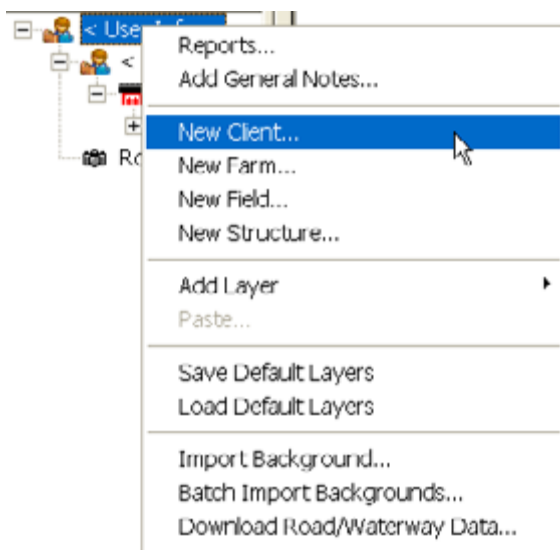 < User
Reports...
Add General Notes...
<
New Client...
New Farm...
Ro
New Field...
New Structure...
Add Layer
Paste...
Save Default Layers
Load Default Layers
Import Background...
Batch Import Backgrounds...
Download Road/Waterway Data...